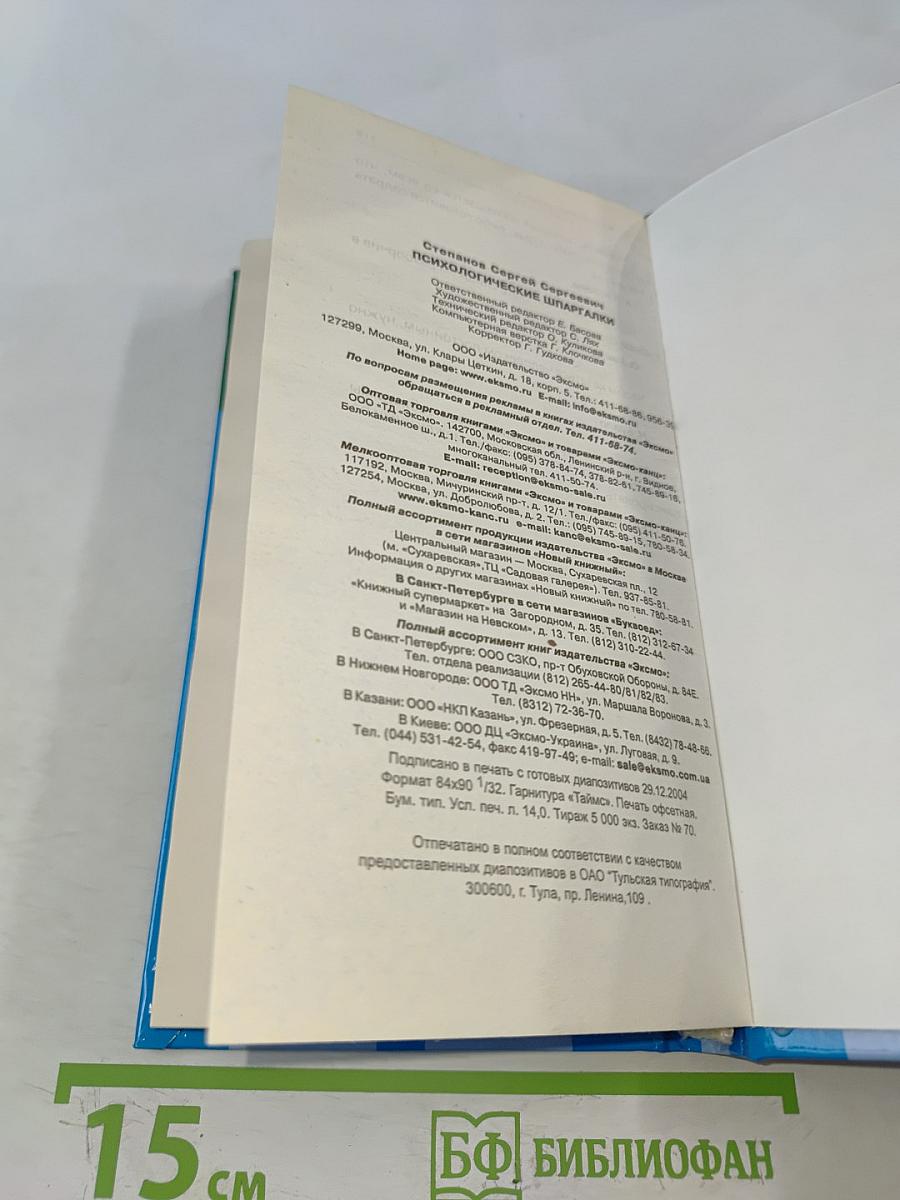 Степанов Сергей Сергеевич
ПСИХОЛОГИЧЕСКИЕ ШПАРГАЛКИ
Ответственный редактор Е. Басова
Художественный редактор С. Лях
Технический редактор О. Куликова
Компьютерная верстка Г. Клочкова
Корректор Г. Гудкова
ООО «Издательство «Эксмо»
127299, Москва, ул. Клары Цеткин, д. 18, корп. 5. Тел.: 411-68-86, 956-39
Home page: www.eksmo.ru E-mail: info@eksmo.ru
По вопросам размещения рекламы в книгах издательства «Эксмо»
обращаться в рекламный отдел. Тел. 411-68-74.
Оптовая торговля книгами «Эксмо» и товарами «Эксмо-канц»:
ООО «ТД «Эксмо». 142700, Московская обл., Ленинский р-н, г. Видное,
Белокаменное ш., д.1. Тел./факс: (095) 378-84-74, 378-82-61, 745-89-16,
многоканальный тел. 411-50-74.
E-mail: reception@eksmo-sale.ru
Мелкооптовая торговля книгами «Эксмо» и товарами «Эксмо-канц»:
117192, Москва, Мичуринский пр-т, д. 12/1. Тел./факс: (095) 411-50-76.
127254, Москва, ул. Добролюбова, д. 2. Тел.: (095) 745-89-15, 780-58-34.
www.eksmo-kanc.ru e-mail: kanc@eksmo-sale.ru
Полный ассортимент продукции издательства «Эксмо» в Москве
в сети магазинов «Новый книжный»:
Центральный магазин — Москва, Сухаревская пл., 12
(м. «Сухаревская»,ТЦ «Садовая галерея»). Тел. 937-85-81.
Информация о других магазинах «Новый книжный» по тел. 780-58-81.
В Санкт-Петербурге в сети магазинов «Буквоед»:
«Книжный супермаркет» на Загородном, д. 35. Тел. (812) 312-67-34
и «Магазин на Невском», д. 13. Тел. (812) 310-22-44.
Полный ассортимент книг издательства «Эксмо»:
В Санкт-Петербурге: ООО СЗКО, пр-т Обуховской Обороны, д. 84Е.
Тел. отдела реализации (812) 265-44-80/81/82/83.
В Нижнем Новгороде: ООО ТД «Эксмо НН», ул. Маршала Воронова, д. 3.
Тел. (8312) 72-36-70.
В Казани: ООО «НКП Казань», ул. Фрезерная, д. 5. Тел. (8432) 78-48-66.
В Киеве: ООО ДЦ «Эксмо-Украина», ул. Луговая, д. 9.
Тел. (044) 531-42-54, факс 419-97-49; e-mail: sale@eksmo.com.ua
Подписано в печать с готовых диапозитивов 29.12.2004
Формат 84x90 1/32. Гарнитура «Таймс». Печать офсетная.
Бум. тип. Усл. печ. л. 14,0. Тираж 5 000 экз. Заказ № 70.
Отпечатано в полном соответствии с качеством
предоставленных диапозитивов в ОАО "Тульская типография".
300600, г. Тула, пр. Ленина,109 .
15 см
БФ БИБЛИОФАН